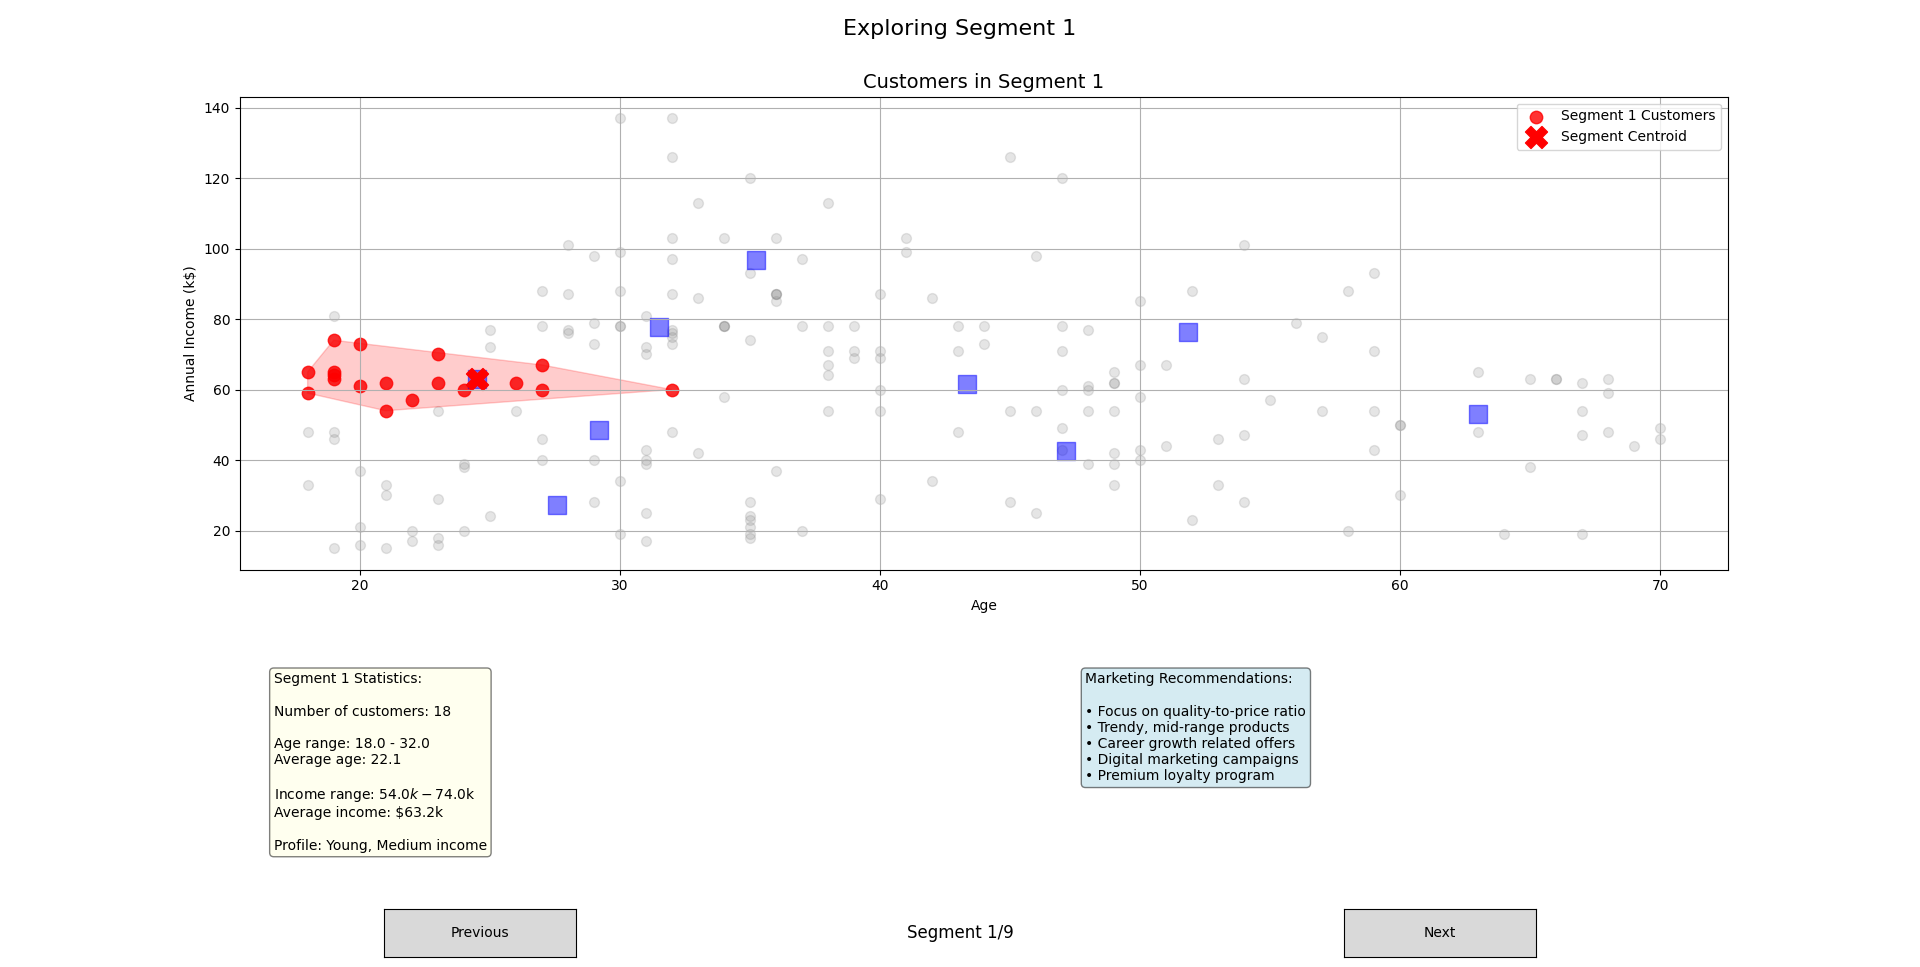 Exploring Segment 1
Customers in Segment 1
140
120
100
80
60
40
20
Annual Income (k$)
Segment 1 Customers
Segment Centroid
20
30
40
50
60
70
Age
Segment 1 Statistics:
Number of customers: 18
Age range: 18.0 - 32.0
Average age: 22.1
Income range: 54.0k − 74.0k
Average income: $63.2k
Profile: Young, Medium income
Marketing Recommendations:
• Focus on quality-to-price ratio
• Trendy, mid-range products
• Career growth related offers
• Digital marketing campaigns
• Premium loyalty program
Previous
Segment 1/9
Next